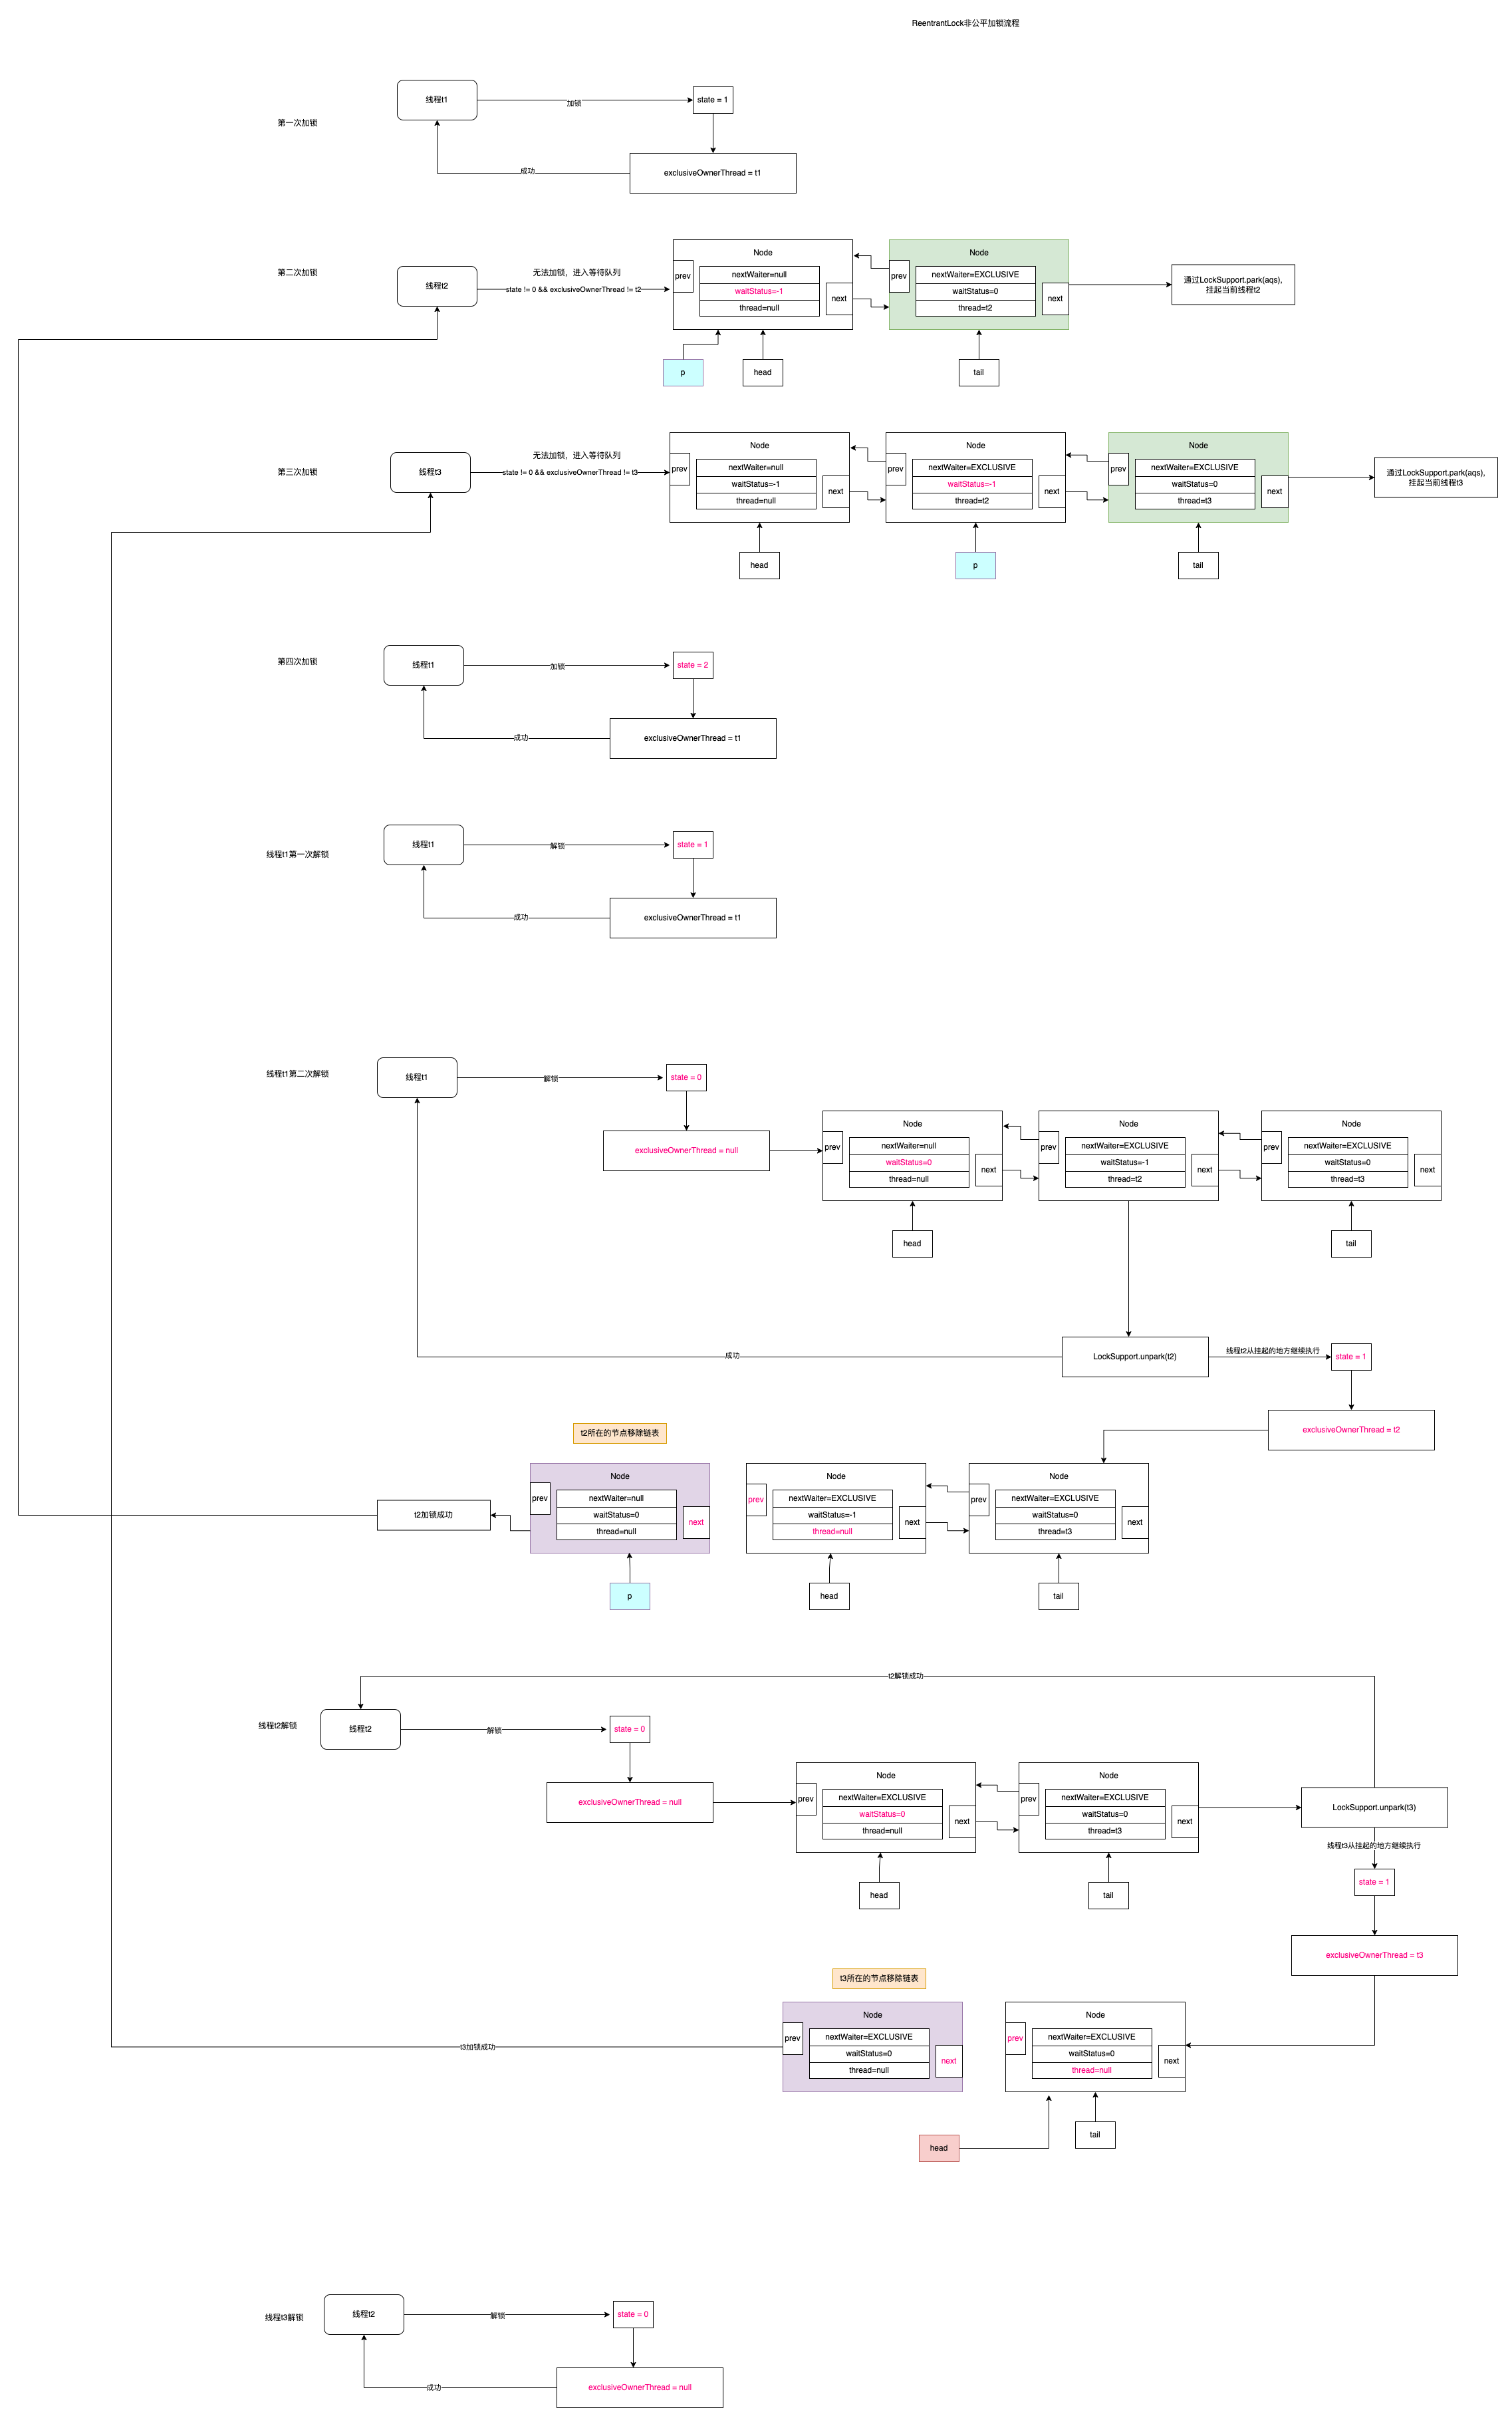 ReentrantLock非公平加锁流程
第一次加锁
线程t1
加锁
state = 1
exclusiveOwnerThread = t1
成功
第二次加锁
线程t2
无法加锁，进入等待队列
state != 0 && exclusiveOwnerThread != t2
Node
prev
nextWaiter=null
waitStatus=-1
thread=null
next
Node
prev
nextWaiter=EXCLUSIVE
waitStatus=0
thread=t2
next
通过LockSupport.park(aqs),
挂起当前线程t2
p
head
tail
第三次加锁
线程t3
无法加锁，进入等待队列
state != 0 && exclusiveOwnerThread != t3
Node
prev
nextWaiter=null
waitStatus=-1
thread=null
next
Node
prev
nextWaiter=EXCLUSIVE
waitStatus=-1
thread=t2
next
Node
prev
nextWaiter=EXCLUSIVE
waitStatus=0
thread=t3
next
通过LockSupport.park(aqs),
挂起当前线程t3
head
p
tail
第四次加锁
线程t1
加锁
state = 2
exclusiveOwnerThread = t1
成功
线程t1第一次解锁
线程t1
解锁
state = 1
exclusiveOwnerThread = t1
成功
线程t1第二次解锁
线程t1
解锁
state = 0
exclusiveOwnerThread = null
Node
prev
nextWaiter=null
waitStatus=0
thread=null
next
Node
prev
nextWaiter=EXCLUSIVE
waitStatus=-1
thread=t2
next
Node
prev
nextWaiter=EXCLUSIVE
waitStatus=0
thread=t3
next
head
tail
成功
LockSupport.unpark(t2)
线程t2从挂起的地方继续执行
state = 1
exclusiveOwnerThread = t2
t2所在的节点移除链表
t2加锁成功
Node
prev
nextWaiter=null
waitStatus=0
thread=null
next
Node
prev
nextWaiter=EXCLUSIVE
waitStatus=-1
thread=null
next
Node
prev
nextWaiter=EXCLUSIVE
waitStatus=0
thread=t3
next
p
head
tail
t2解锁成功
线程t2解锁
线程t2
解锁
state = 0
exclusiveOwnerThread = null
Node
prev
nextWaiter=EXCLUSIVE
waitStatus=0
thread=null
next
Node
prev
nextWaiter=EXCLUSIVE
waitStatus=0
thread=t3
next
LockSupport.unpark(t3)
线程t3从挂起的地方继续执行
state = 1
head
tail
exclusiveOwnerThread = t3
t3所在的节点移除链表
t3加锁成功
Node
prev
nextWaiter=EXCLUSIVE
waitStatus=0
thread=null
next
Node
prev
nextWaiter=EXCLUSIVE
waitStatus=0
thread=null
next
head
tail
线程t3解锁
线程t2
解锁
state = 0
exclusiveOwnerThread = null
成功